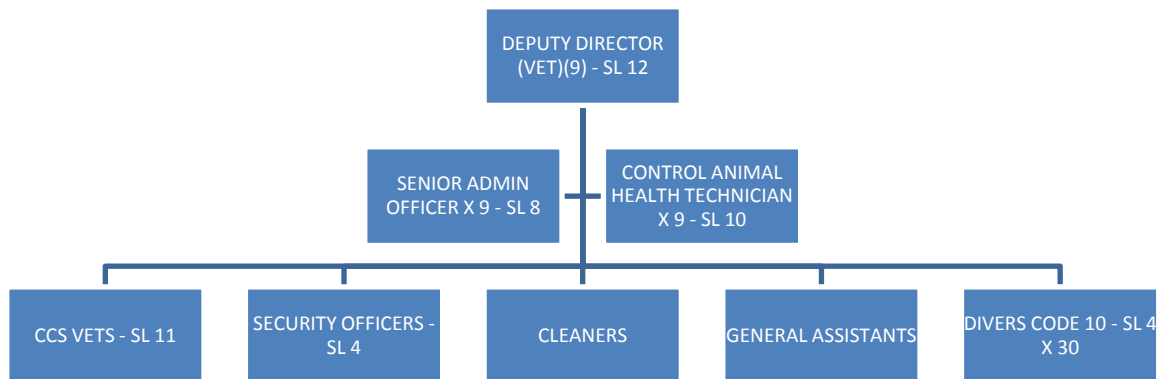 DEPUTY DIRECTOR
(VET)(9) - SL 12
SENIOR ADMIN
OFFICER X 9 - SL 8
CONTROL ANIMAL
HEALTH TECHNICIAN
X 9 - SL 10
CCS VETS - SL 11
SECURITY OFFICERS -
SL 4
CLEANERS
GENERAL ASSISTANTS
DIVERS CODE 10 - SL 4
X 30